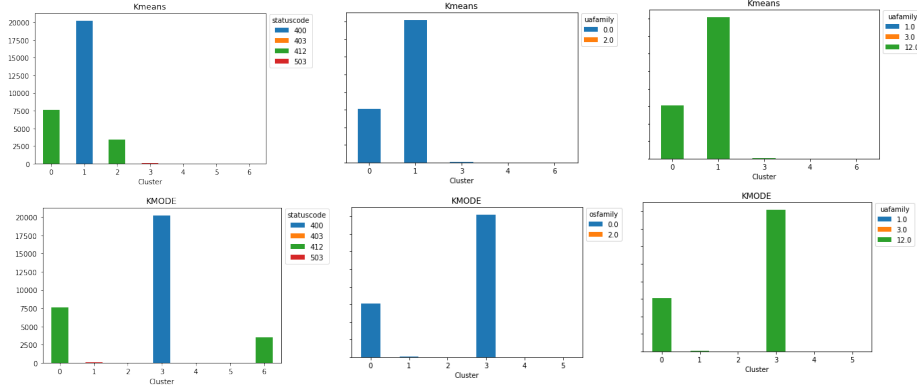 Kmeans
statuscode
400
403
412
503
20000
17500
15000
12500
10000
7500
5000
2500
0
0 1 2 3 4 5 6
Cluster
Kmeans
uafamily
0.0
2.0
0 1 3 4 6
Cluster
Kmeans
uafamily
1.0
3.0
12.0
0 1 3 4 6
Cluster
KMODE
statuscode
400
403
412
503
20000
17500
15000
12500
10000
7500
5000
2500
0
0 1 2 3 4 5 6
Cluster
KMODE
osfamily
0.0
2.0
0 1 2 3 4 5
Cluster
KMODE
uafamily
1.0
3.0
12.0
0 1 2 3 4 5
Cluster